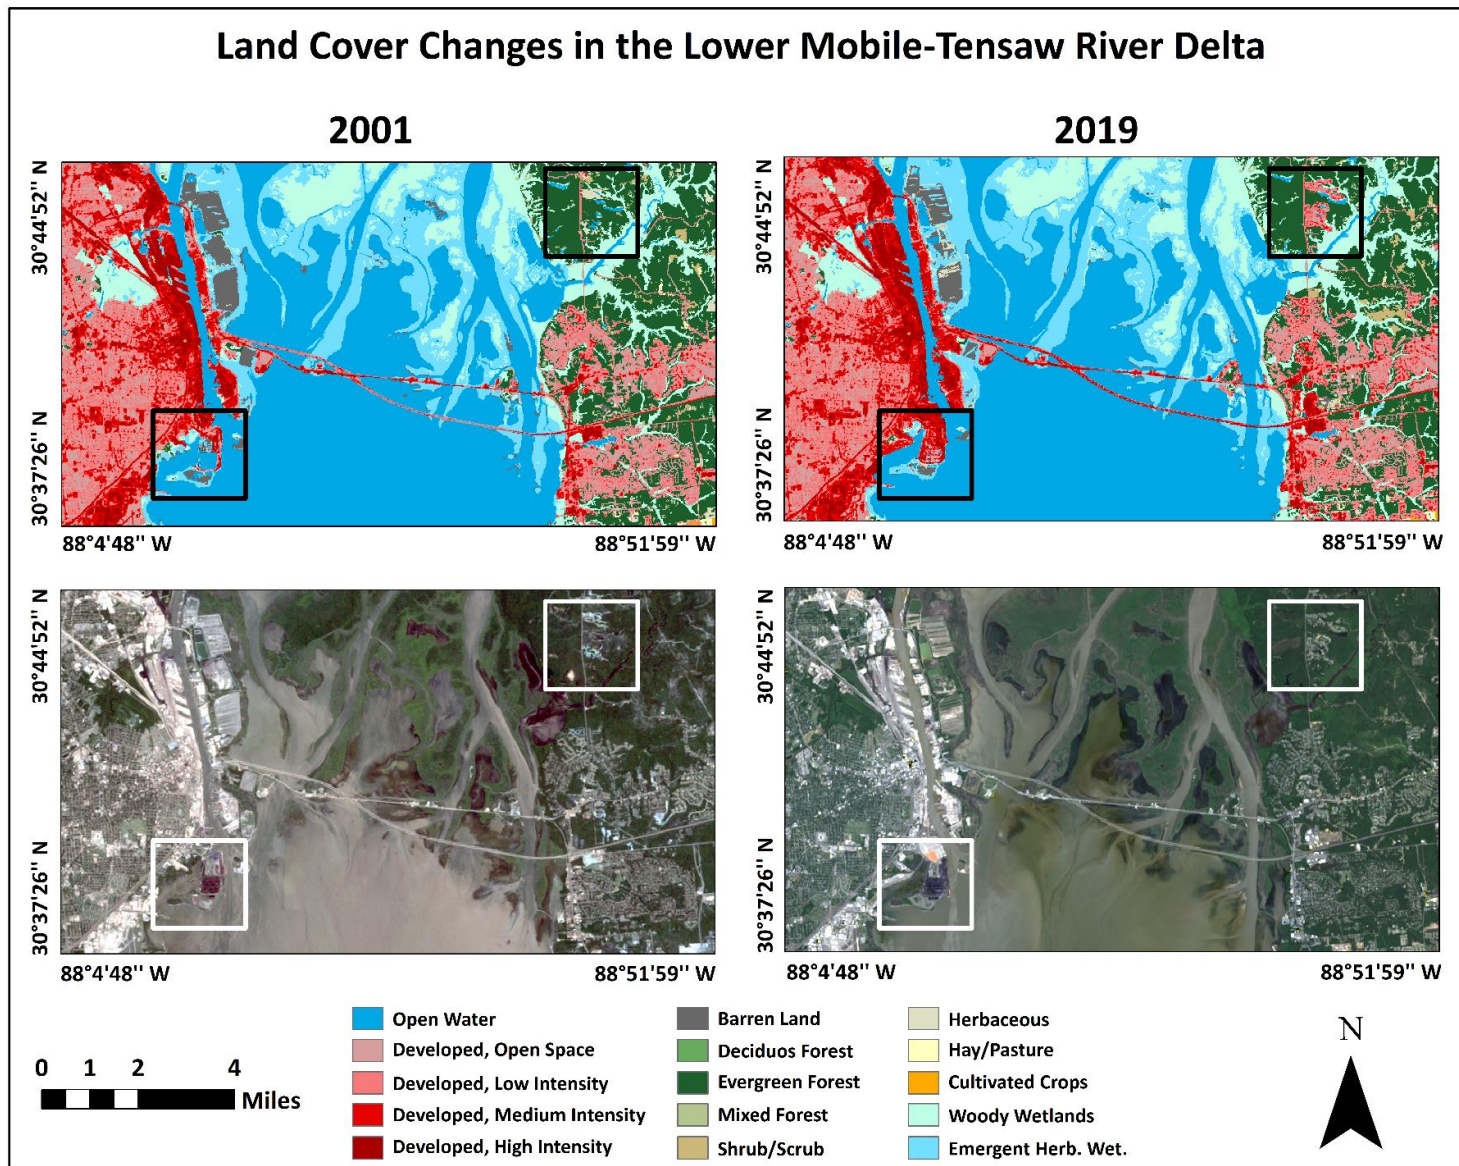 Land Cover Changes in the Lower Mobile-Tensaw River Delta
2001
2019
30°44'52'' N
30°37'26'' N
88°4'48'' W
88°51'59'' W
30°44'52'' N
30°37'26'' N
88°4'48'' W
88°51'59'' W
30°44'52'' N
30°37'26'' N
88°4'48'' W
88°51'59'' W
30°44'52'' N
30°37'26'' N
88°4'48'' W
88°51'59'' W
0 1 2 4
Miles
Open Water
Developed, Open Space
Developed, Low Intensity
Developed, Medium Intensity
Developed, High Intensity
Barren Land
Deciduos Forest
Evergreen Forest
Mixed Forest
Shrub/Scrub
Herbaceous
Hay/Pasture
Cultivated Crops
Woody Wetlands
Emergent Herb. Wet.
N